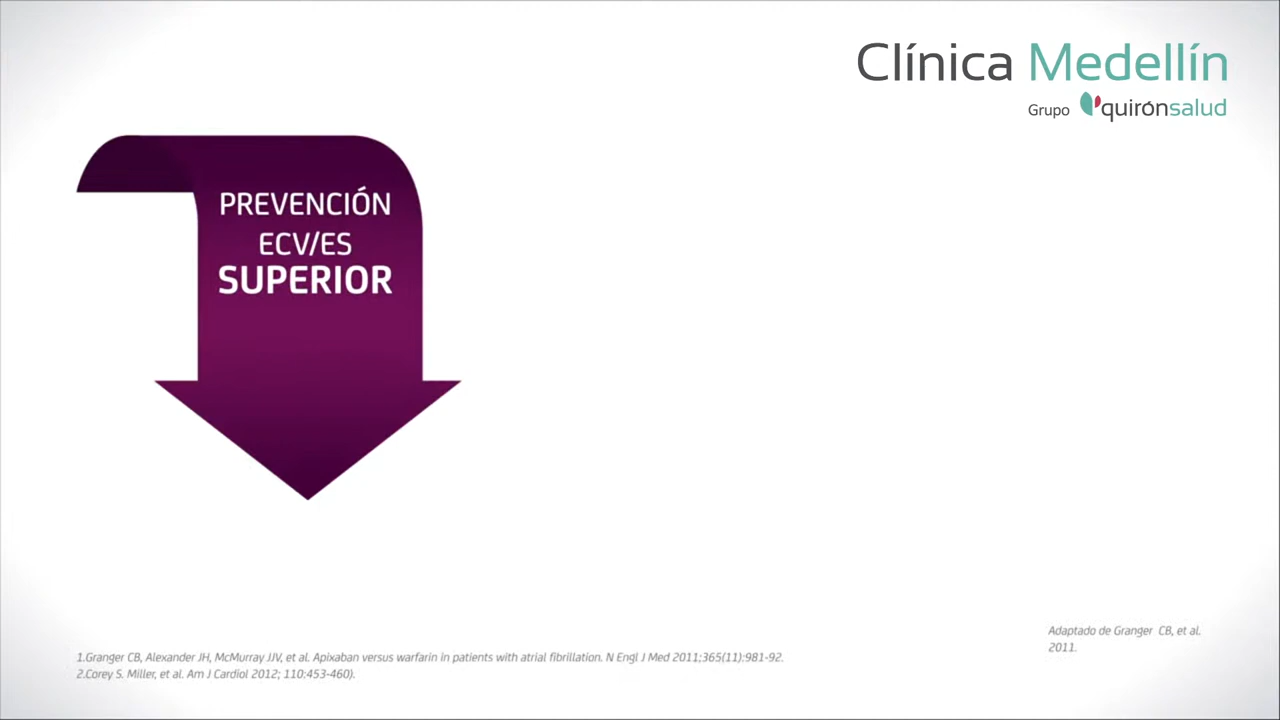 Clínica Medellín
Grupo quirónsalud
PREVENCIÓN
ECV/ES
SUPERIOR
Adaptado de Granger CB, et al.
2011.
1.Granger CB, Alexander JH, McMurray JJV, et al. Apixaban versus warfarin in patients with atrial fibrillation. N Engl J Med 2011;365(11):981-92.
2.Corey S. Miller, et al. Am J Cardiol 2012; 110:453-460).